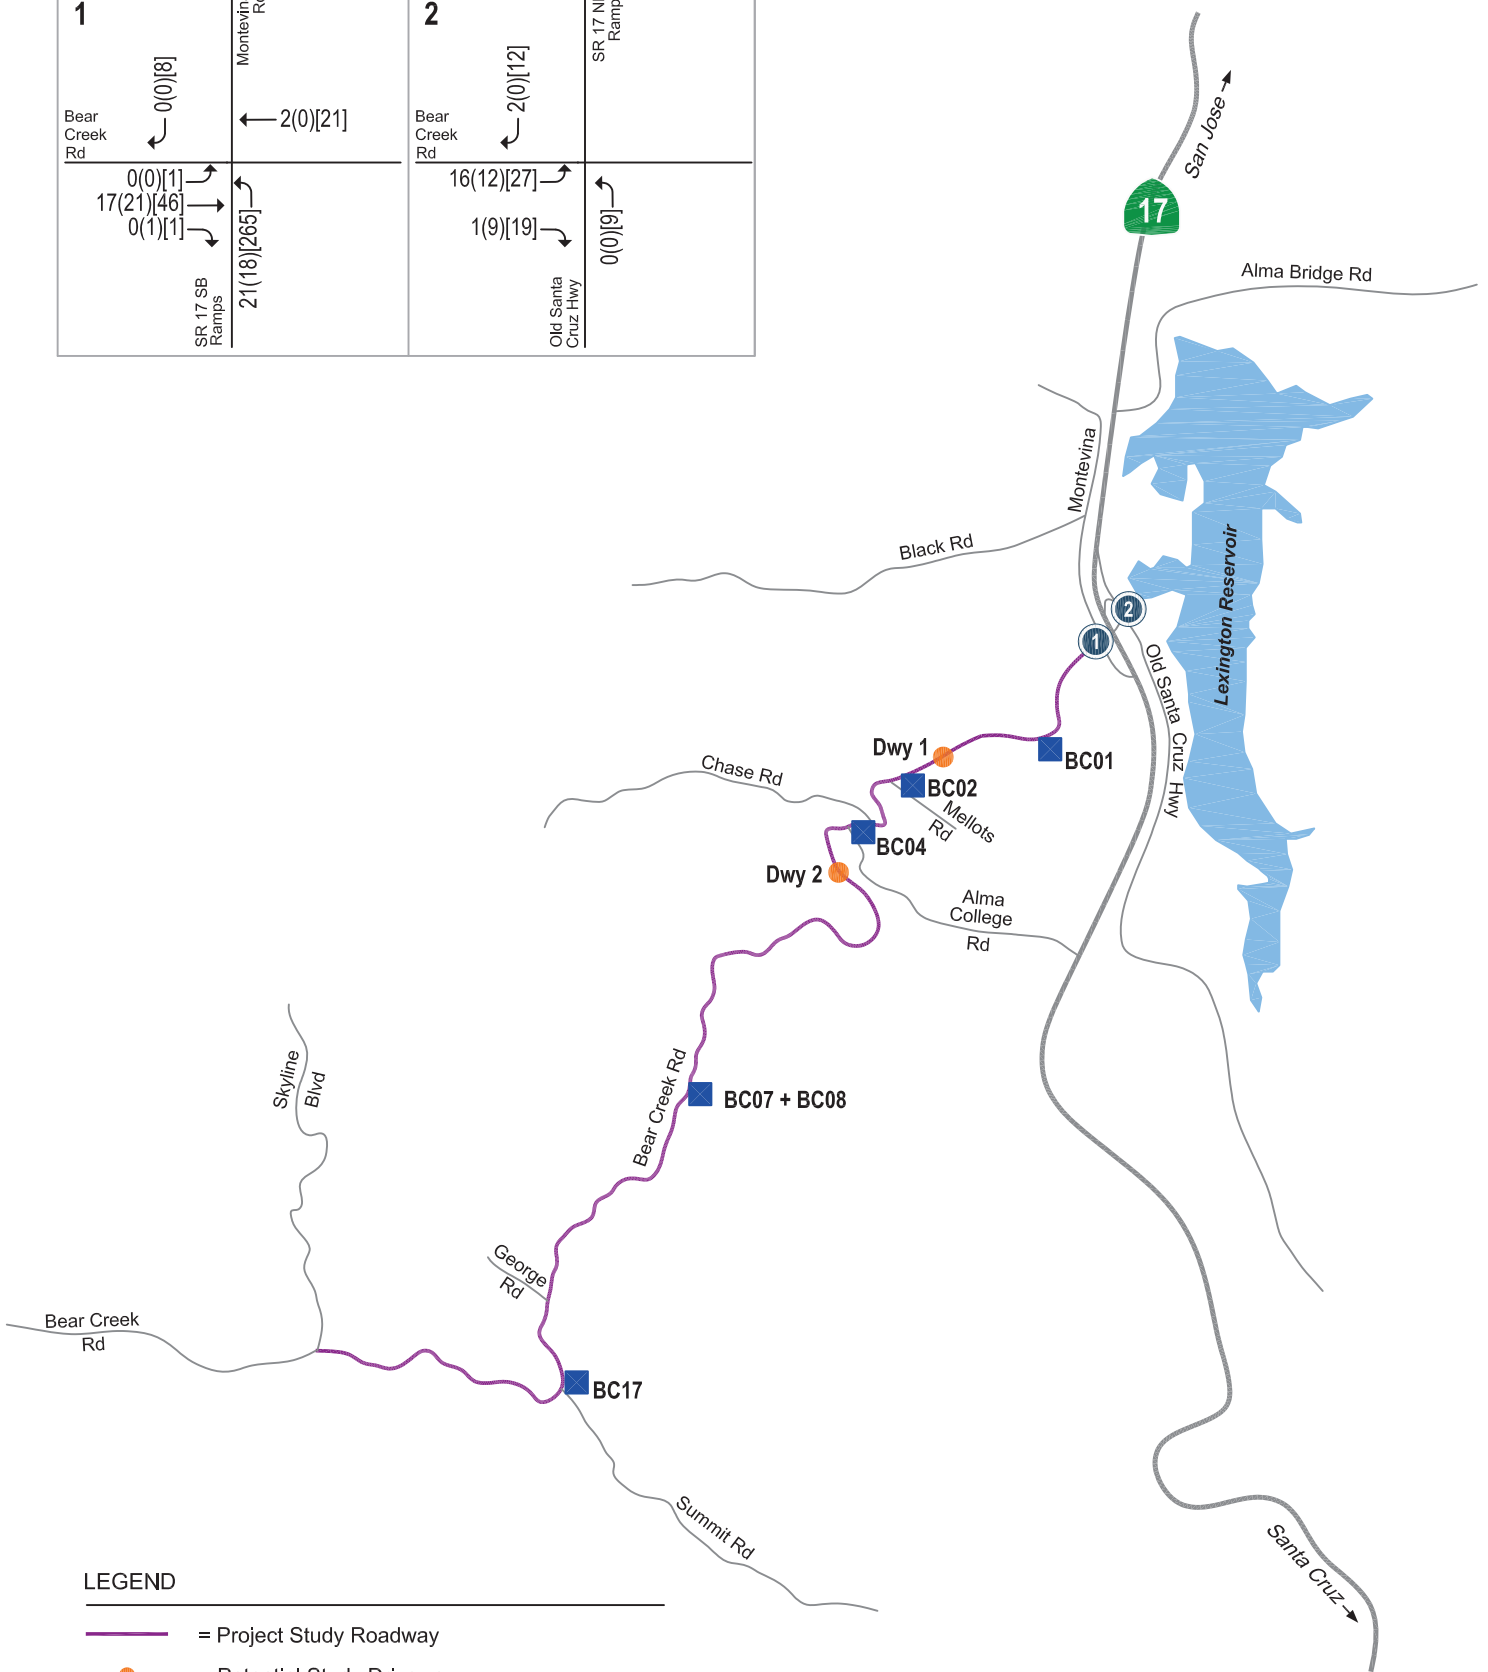 1
2
0(0)[8]
2(0)[21]
Bear
Creek
Rd
0(0)[1]
17(21)[46]
0(1)[1]
21(18)[265]
SR 17 SB
Ramps
SR 17
2(0)[12]
Bear
Creek
Rd
16(12)[27]
1(9)[19]
0(0)[9]
Old Santa
Cruz Hwy
San Jose
17
Alma Bridge Rd
Montevina
Black Rd
Lexington Reservoir
2
1
Old Santa Cruz Hwy
Dwy 1
BC01
Chase Rd
BC02
Mellots
Rd
BC04
Dwy 2
Alma
College
Rd
Skyline
Blvd
Bear Creek Rd
BC07 + BC08
George
Rd
Bear Creek
Rd
BC17
Summit Rd
Santa Cruz
LEGEND
= Project Study Roadway